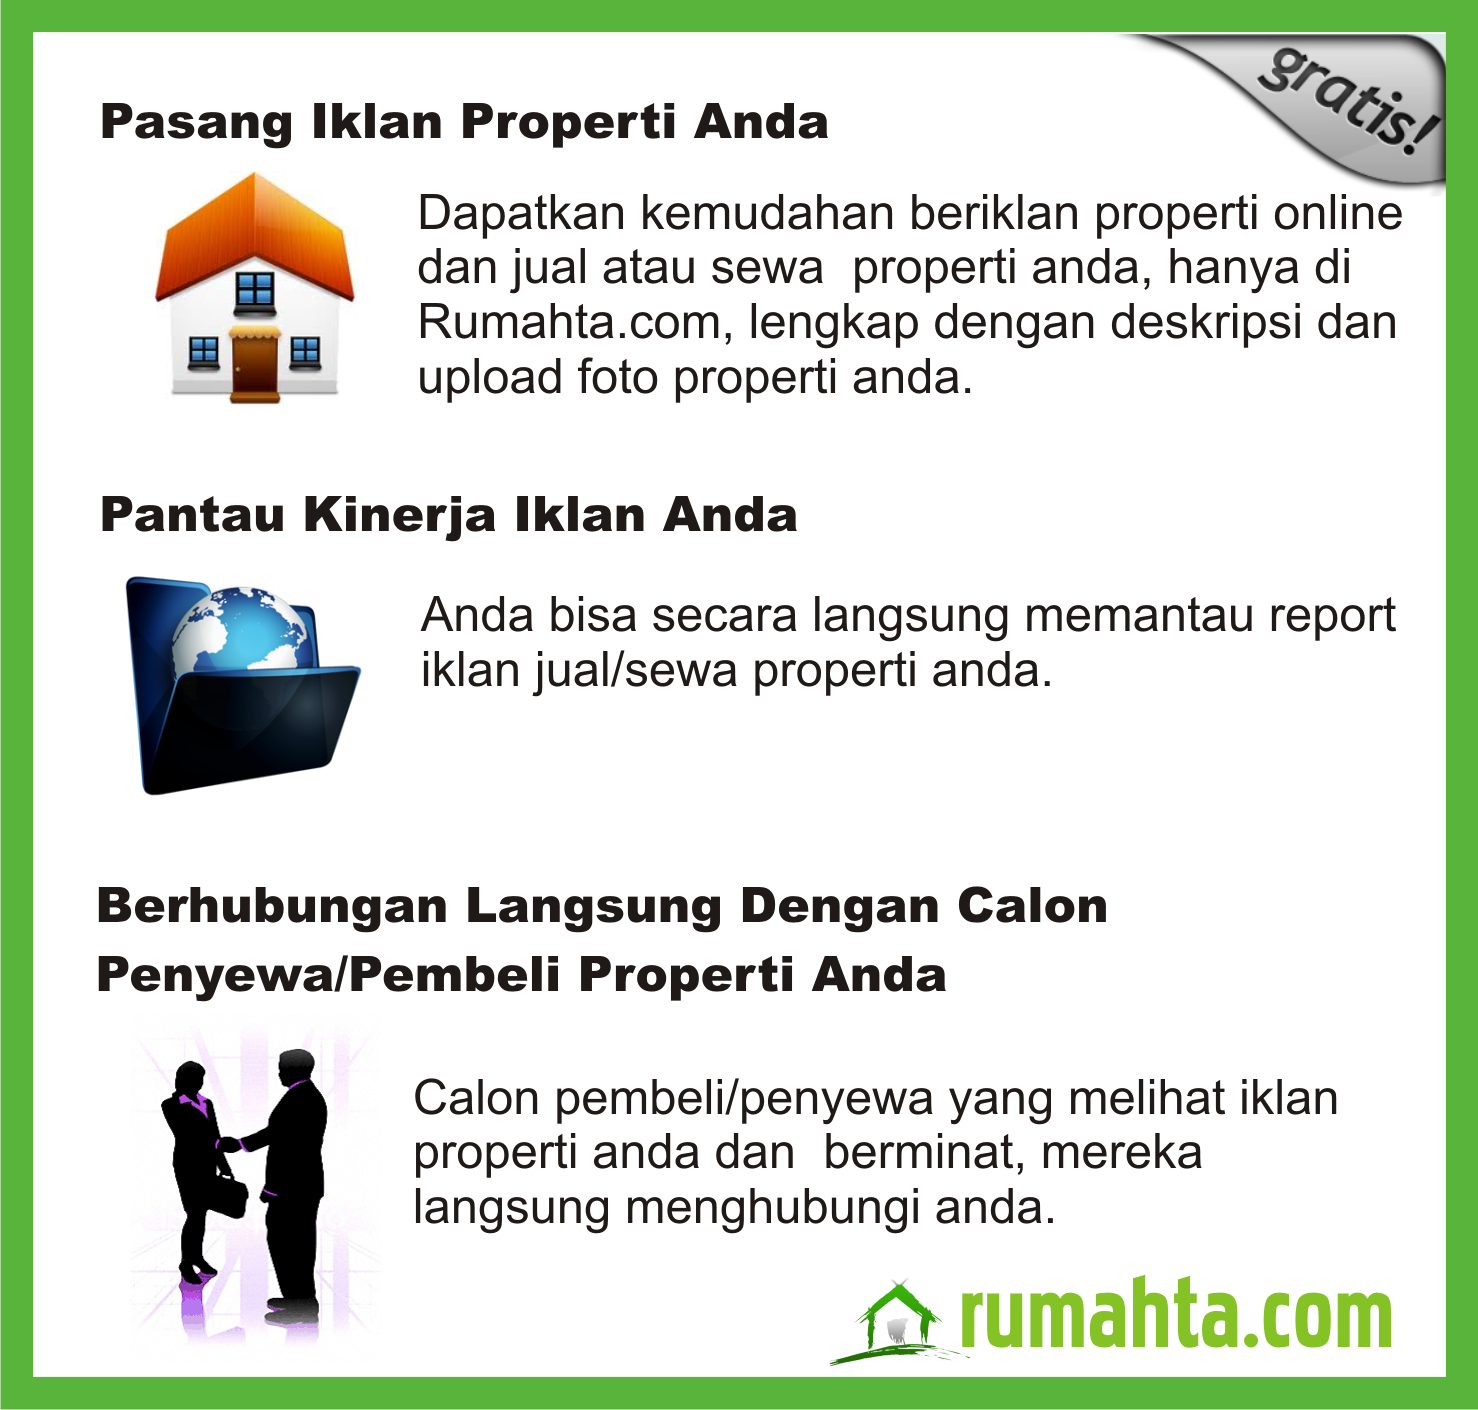 gratis!
Pasang Iklan Properti Anda
Dapatkan kemudahan beriklan properti online
dan jual atau sewa  properti anda, hanya di
Rumahta.com, lengkap dengan deskripsi dan
upload foto properti anda.
Pantau Kinerja Iklan Anda
Anda bisa secara langsung memantau report
iklan jual/sewa properti anda.
Berhubungan Langsung Dengan Calon
Penyewa/Pembeli Properti Anda
Calon pembeli/penyewa yang melihat iklan
properti anda dan  berminat, mereka
langsung menghubungi anda.
rumahta.com